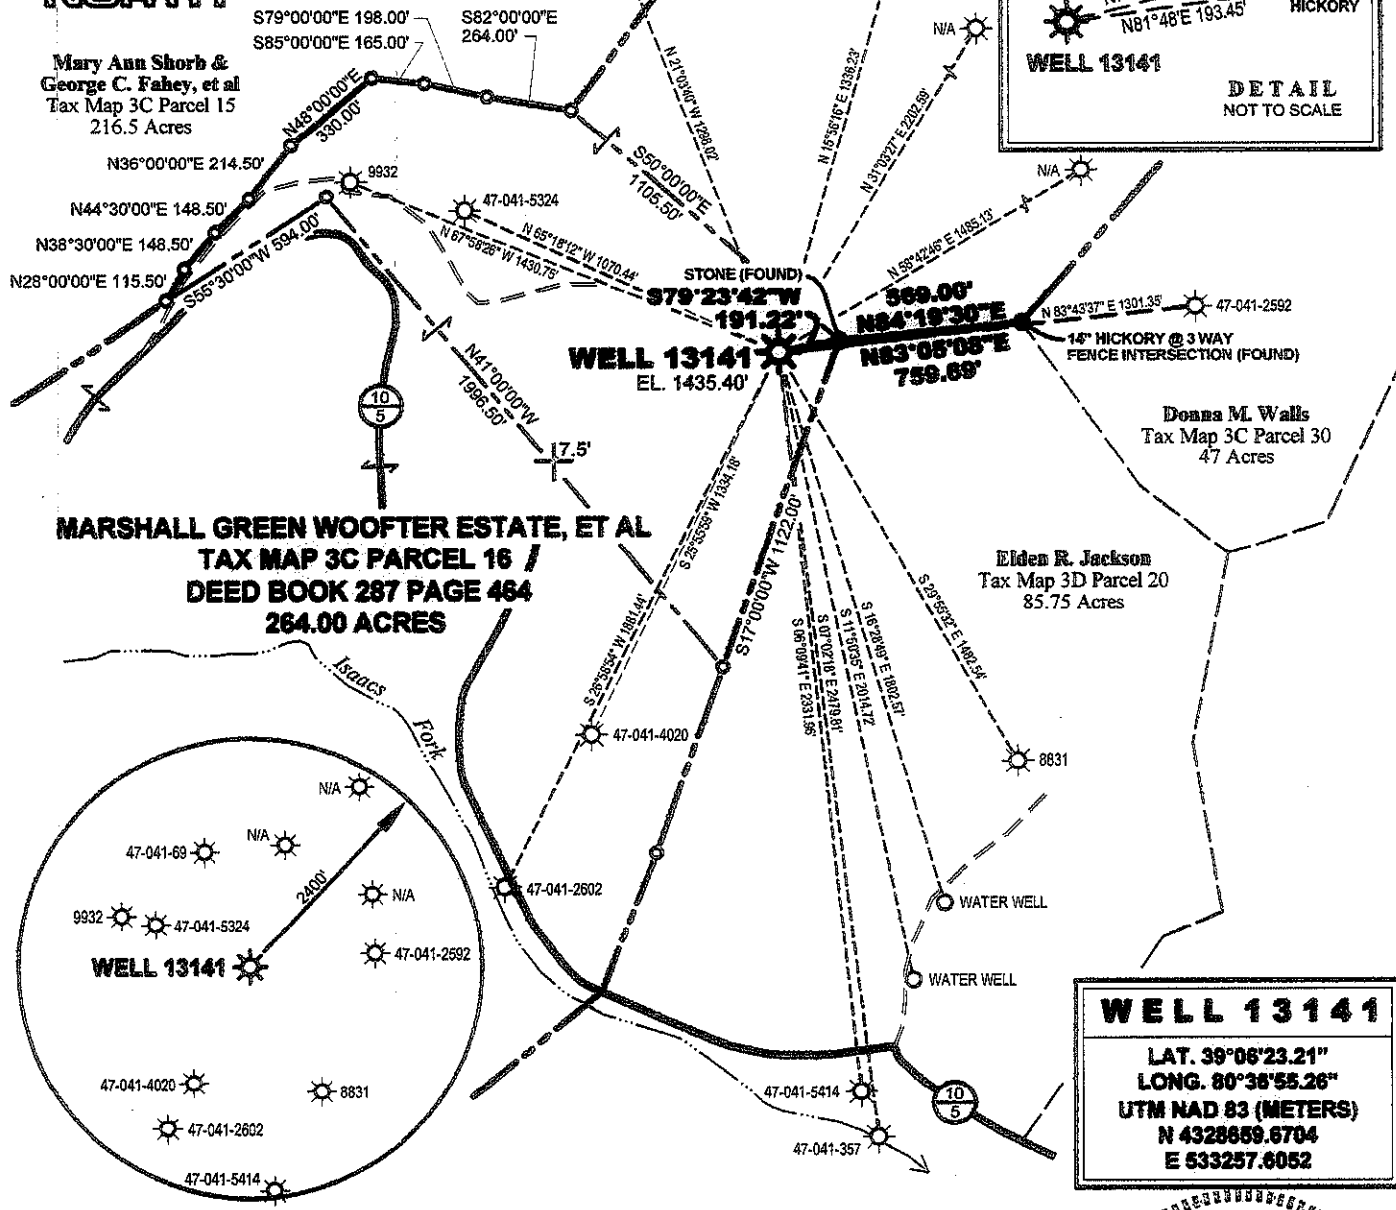 NORTH
S79°00'00"E 198.00'
S85°00'00"E 165.00'
S82°00'00"E
264.00'
Mary Ann Shorb &
George C. Fahey, et al
Tax Map 3C Parcel 15
216.5 Acres
N48°00'00"E
330.00'
N36°00'00"E 214.50'
N44°30'00"E 148.50'
N38°30'00"E 148.50'
N28°00'00"E 115.50'
S55°30'00"W 594.00'
9932
47-041-5324
N 65°18'12" W 1070.44'
N 67°58'26" W 1430.75'
S50°00'00"E
1105.50'
N 21°03'40" W 1288.02'
N 15°56'16" E 1336.23'
N 31°03'27" E 2202.59'
N/A
N/A
N 58°42'46" E 1485.13'
N81°48'E 193.45'
HICKORY
WELL 13141
DETAIL
NOT TO SCALE
STONE (FOUND)
S79°23'42"W
191.22'
569.00'
N84°19'30"E
N83°05'08"E
759.69'
N 83°43'37" E 1301.35'
47-041-2592
14" HICKORY @ 3 WAY
FENCE INTERSECTION (FOUND)
WELL 13141
EL. 1435.40'
N41°00'00"W
1996.50'
10
5
7.5'
Donna M. Walls
Tax Map 3C Parcel 30
47 Acres
MARSHALL GREEN WOOFTER ESTATE, ET AL
TAX MAP 3C PARCEL 16
DEED BOOK 287 PAGE 464
264.00 ACRES
Elden R. Jackson
Tax Map 3D Parcel 20
85.75 Acres
S 25°55'59" W 1334.18'
S 26°58'54" W 1881.44'
S17°00'00"W 1122.00'
S 06°09'41" E 2331.96'
S 07°02'18" E 2479.81'
S 11°50'35" E 2014.72'
S 16°28'49" E 1802.57'
S 29°55'32" E 1482.54'
Isaacs
Fork
47-041-4020
8831
47-041-2602
WATER WELL
WATER WELL
47-041-5414
47-041-357
10
5
N/A
47-041-69
N/A
2400'
N/A
9932
47-041-5324
47-041-2592
WELL 13141
47-041-4020
8831
47-041-2602
47-041-5414
WELL 13141
LAT. 39°06'23.21"
LONG. 80°36'55.26"
UTM NAD 83 (METERS)
N 4328659.6704
E 533257.6052